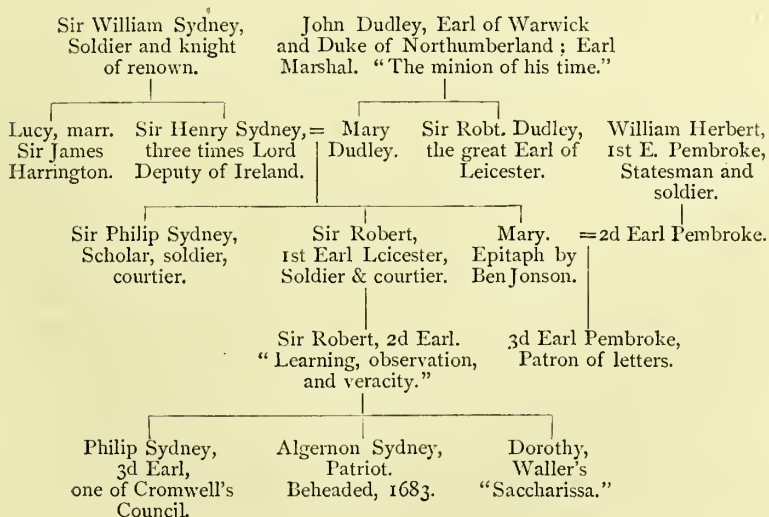 Sir William Sydney,
Soldier and knight
of renown.
John Dudley, Earl of Warwick
and Duke of Northumberland ; Earl
Marshal. “The minion of his time.”
Lucy, marr.
Sir James
Harrington.
Sir Henry Sydney, =
three times Lord
Deputy of Ireland.
Mary
Dudley.
Sir Robt. Dudley,
the great Earl of
Leicester.
William Herbert,
1st E. Pembroke,
Statesman and
soldier.
Sir Philip Sydney,
Scholar, soldier,
courtier.
Sir Robert,
1st Earl Leicester,
Soldier & courtier.
Mary.
Epitaph by
Ben Jonson.
=2d Earl Pembroke.
Sir Robert, 2d Earl.
“Learning, observation,
and veracity.”
3d Earl Pembroke,
Patron of letters.
Philip Sydney,
3d Earl,
one of Cromwell's
Council.
Algernon Sydney,
Patriot.
Beheaded, 1683.
Dorothy,
Waller's
“Saccharissa.”